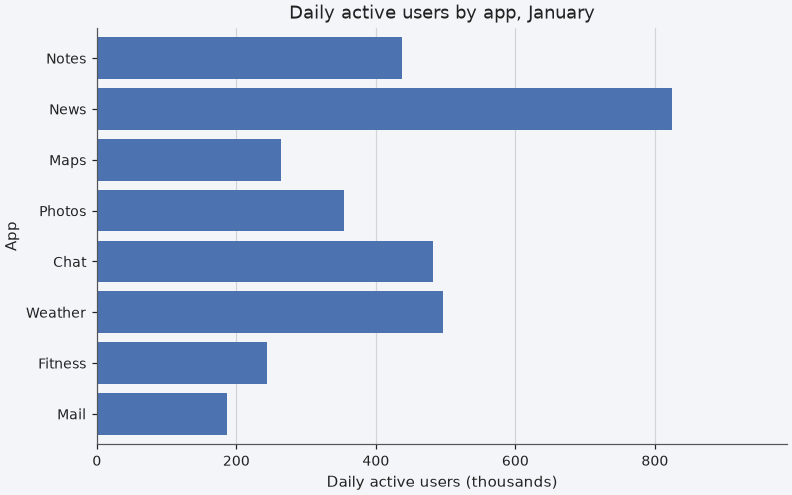 Daily active users by app, January
Notes
News
Maps
Photos
Chat
Weather
Fitness
Mail
App
0 200 400 600 800
Daily active users (thousands)